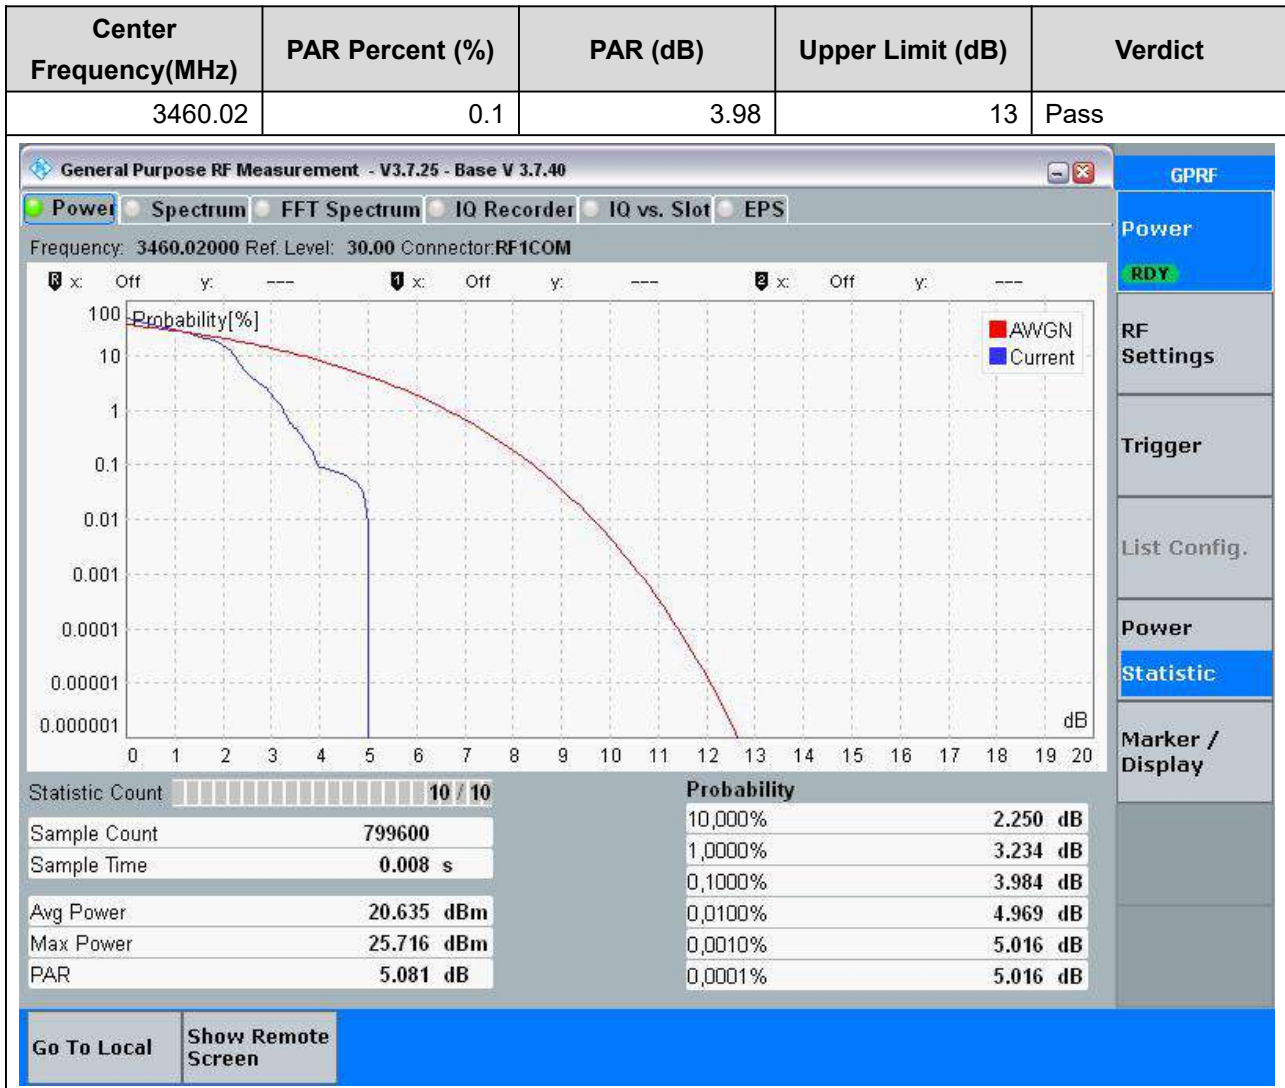 Center Frequency(MHz) PAR Percent (%) PAR (dB) Upper Limit (dB) Verdict
3460.02 0.1 3.98 13 Pass
General Purpose RF Measurement - V3.7.25 - Base V 3.7.40
GPRF
Power Spectrum FFT Spectrum IQ Recorder IQ vs. Slot EPS
Frequency: 3460.02000 Ref. Level: 30.00 Connector:RF1COM
R x: Off y: --- 1 x: Off y: --- 2 x: Off y: ---
Probability[%]
AWGN
Current
100
10
1
0.1
0.01
0.001
0.0001
0.00001
0.000001
dB
0 1 2 3 4 5 6 7 8 9 10 11 12 13 14 15 16 17 18 19 20
Statistic Count 10 / 10
Sample Count 799600
Sample Time 0.008 s
Avg Power 20.635 dBm
Max Power 25.716 dBm
PAR 5.081 dB
Probability
10,000% 2.250 dB
1,0000% 3.234 dB
0,1000% 3.984 dB
0,0100% 4.969 dB
0,0010% 5.016 dB
0,0001% 5.016 dB
Power
RDY
RF
Settings
Trigger
List Config.
Power
Statistic
Marker /
Display
Go To Local
Show Remote
Screen